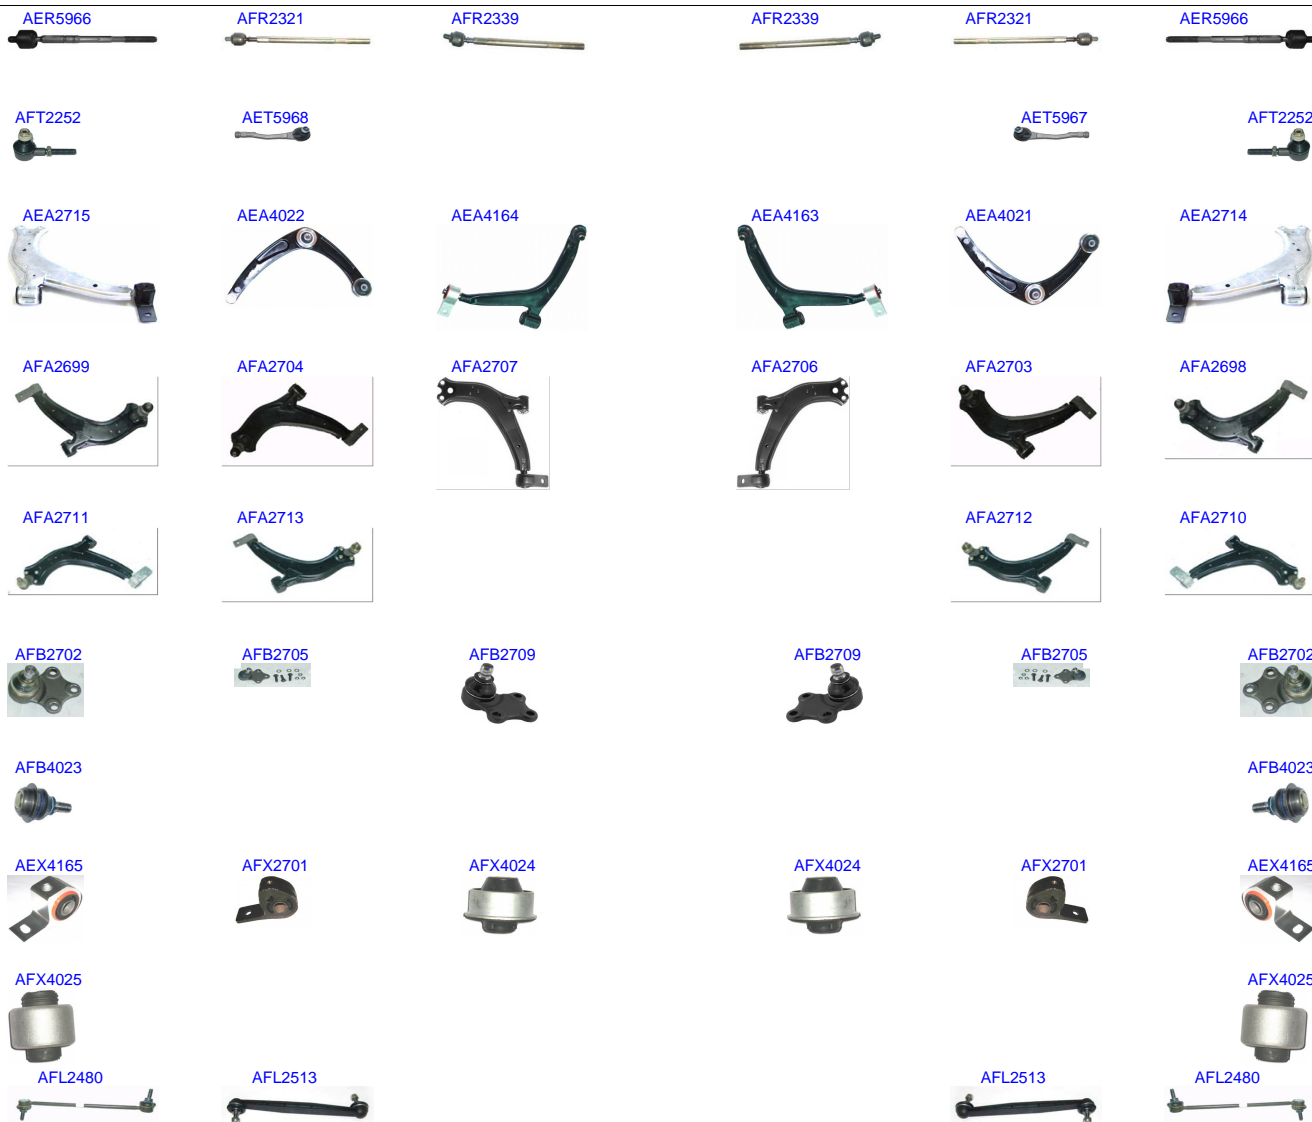 AER5966 AFR2321 AFR2339 AFR2339 AFR2321 AER5966
AFT2252 AET5968 AET5967 AFT2252
AEA2715 AEA4022 AEA4164 AEA4163 AEA4021 AEA2714
AFA2699 AFA2704 AFA2707 AFA2706 AFA2703 AFA2698
AFA2711 AFA2713 AFA2712 AFA2710
AFB2702 AFB2705 AFB2709 AFB2709 AFB2705 AFB2702
AFB4023 AFB4023
AEX4165 AFX2701 AFX4024 AFX4024 AFX2701 AEX4165
AFX4025 AFX4025
AFL2480 AFL2513 AFL2513 AFL2480